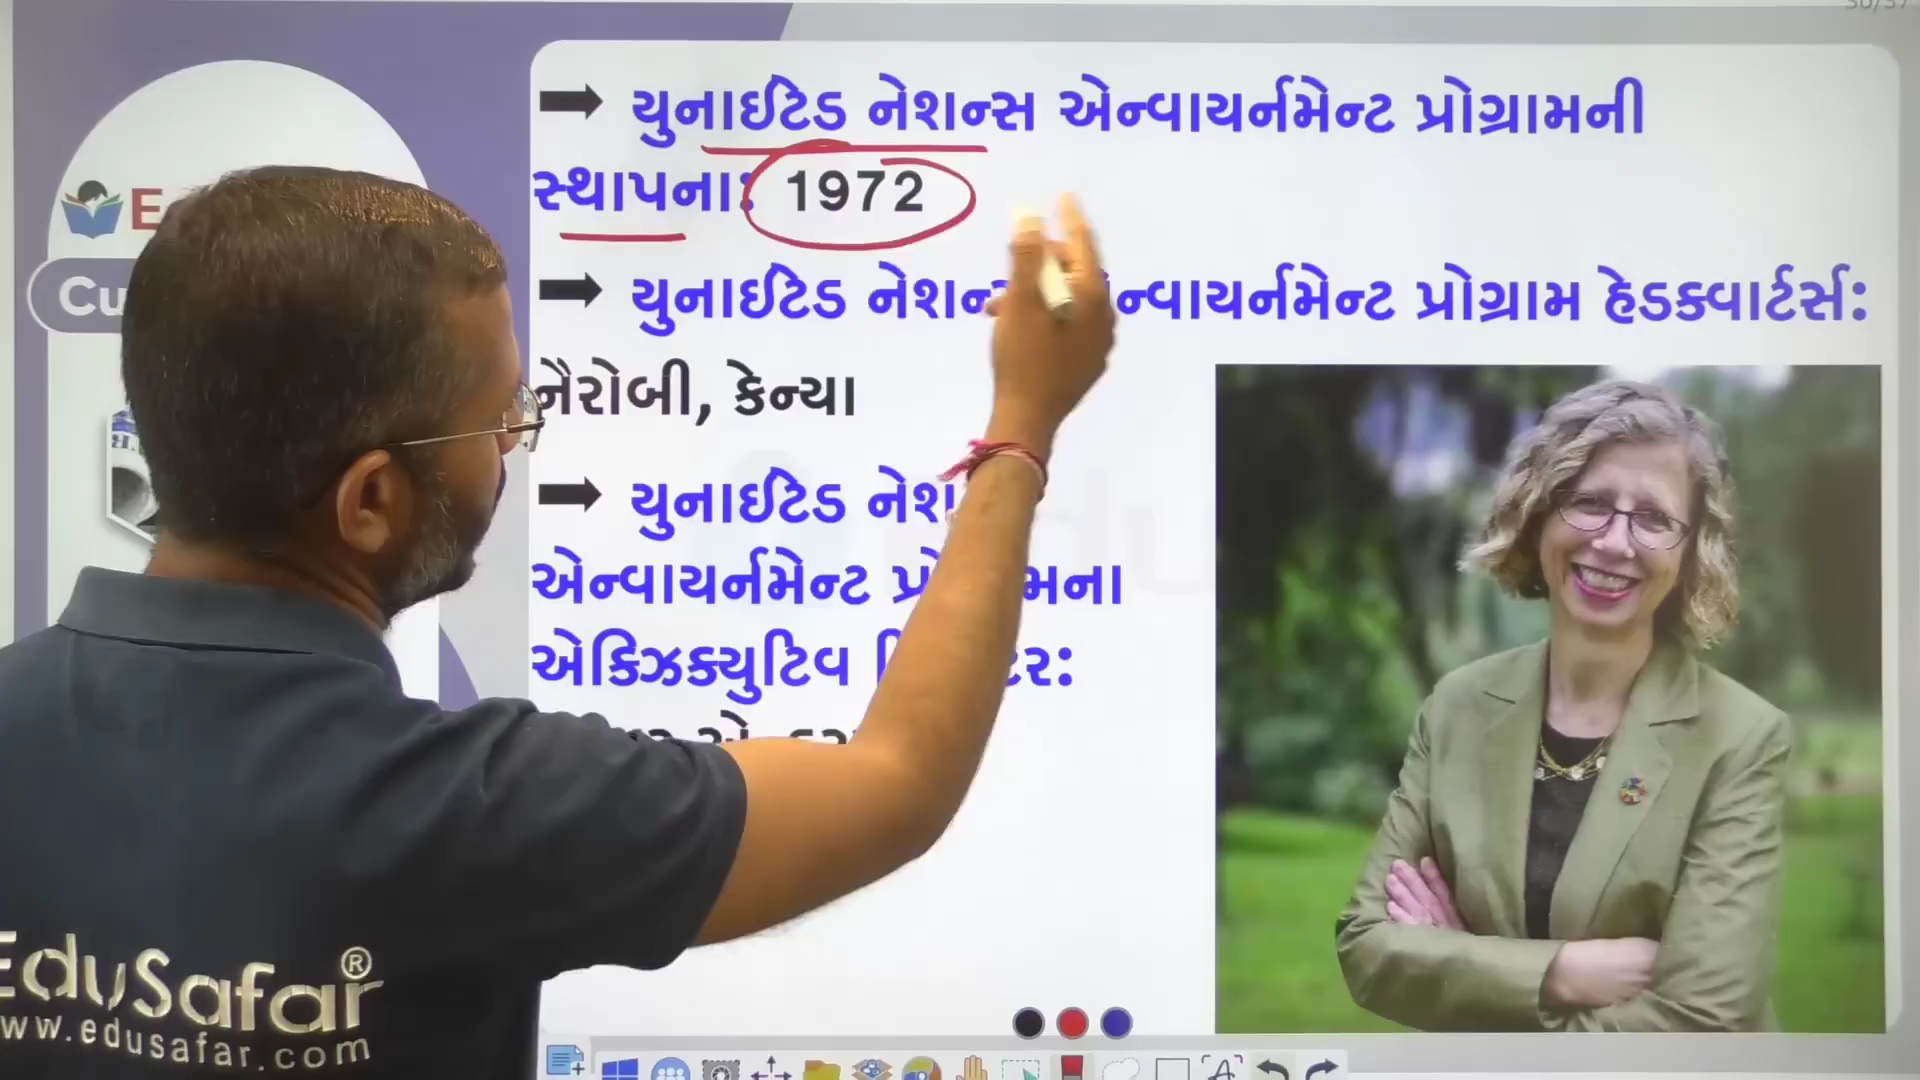 ➡ યુનાઈટેડ નેશન્સ એન્વાયર્નમેન્ટ પ્રોગ્રામની
સ્થાપના: 1972
➡ યુનાઈટેડ નેશન્સ એન્વાયર્નમેન્ટ પ્રોગ્રામ હેડક્વાર્ટર્સ:
નૈરોબી, કેન્યા
➡ યુનાઈટેડ
એન્વાયર્નમેન્ટ
એક્ઝિક્યુટિવ
EduSafar®
www.edusafar.com